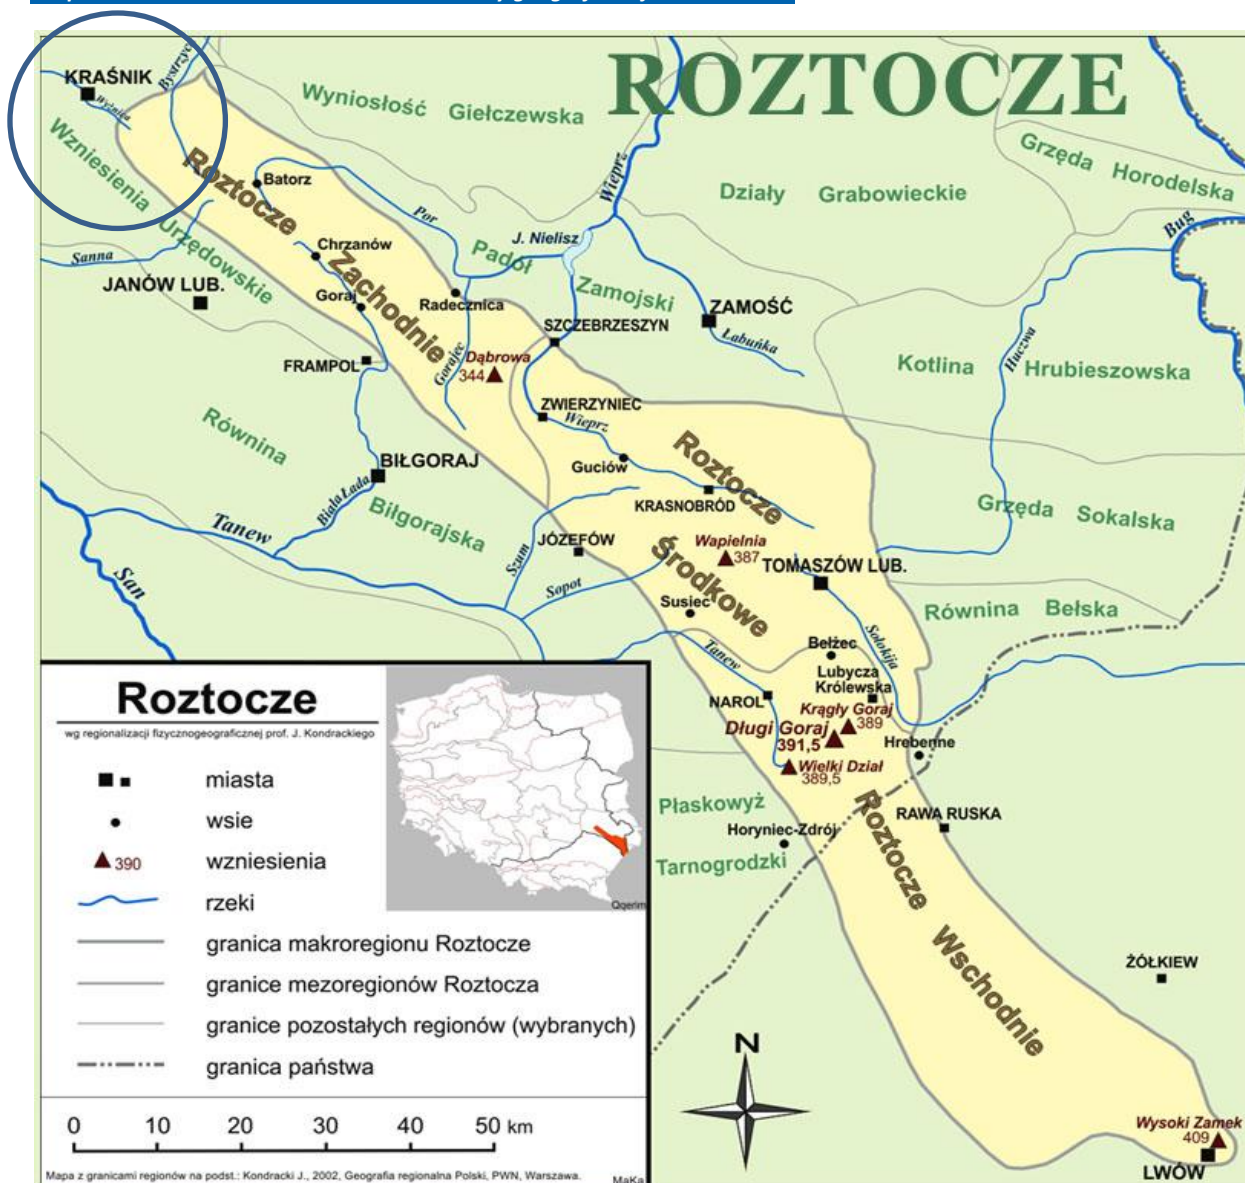 ROZTOCZE
KRAŚNIK
Bystrzyc
Wyżnica
Wyniosłość Giełczewska
Wzniesienia Urzędowskie
Roztocze Zachodnie
Batorz
Por
Wieprz
Działy Grabowieckie
Grzęda Horodelska
Bug
Sanna
Chrzanów
J. Nielisz
Padół Zamojski
JANÓW LUB.
Goraj
Radecznica
ZAMOŚĆ
Łabuńka
SZCZEBRZESZYN
FRAMPOL
Gorajec
Dąbrowa
344
Huczwa
Kotlina Hrubieszowska
ZWIERZYNIEC
Wieprz
Równina Biłgorajska
BIŁGORAJ
Guciów
Roztocze Środkowe
KRASNOBRÓD
Biała Łada
Grzęda Sokalska
Tanew
JÓZEFÓW
Szum
Wapielnia
387
TOMASZÓW LUB.
San
Sopot
Susiec
Równina Bełska
Tanew
Bełżec
Sołokija
Lubycza
Królewska
NAROL
Krągły Goraj
389
Długi Goraj
391,5
Hrebenne
Wielki Dział
389,5
Płaskowyż
Tarnogrodzki
Horyniec-Zdrój
RAWA RUSKA
Roztocze Wschodnie
ŻÓŁKIEW
N
Wysoki Zamek
409
LWÓW
Roztocze
wg regionalizacji fizycznogeograficznej prof. J. Kondrackiego
miasta
wsie
390 wzniesienia
rzeki
granica makroregionu Roztocze
granice mezoregionów Roztocza
granice pozostałych regionów (wybranych)
granica państwa
Qqerim
0 10 20 30 40 50 km
Mapa z granicami regionów na podst.: Kondracki J., 2002, Geografia regionalna Polski, PWN, Warszawa.
MaKa